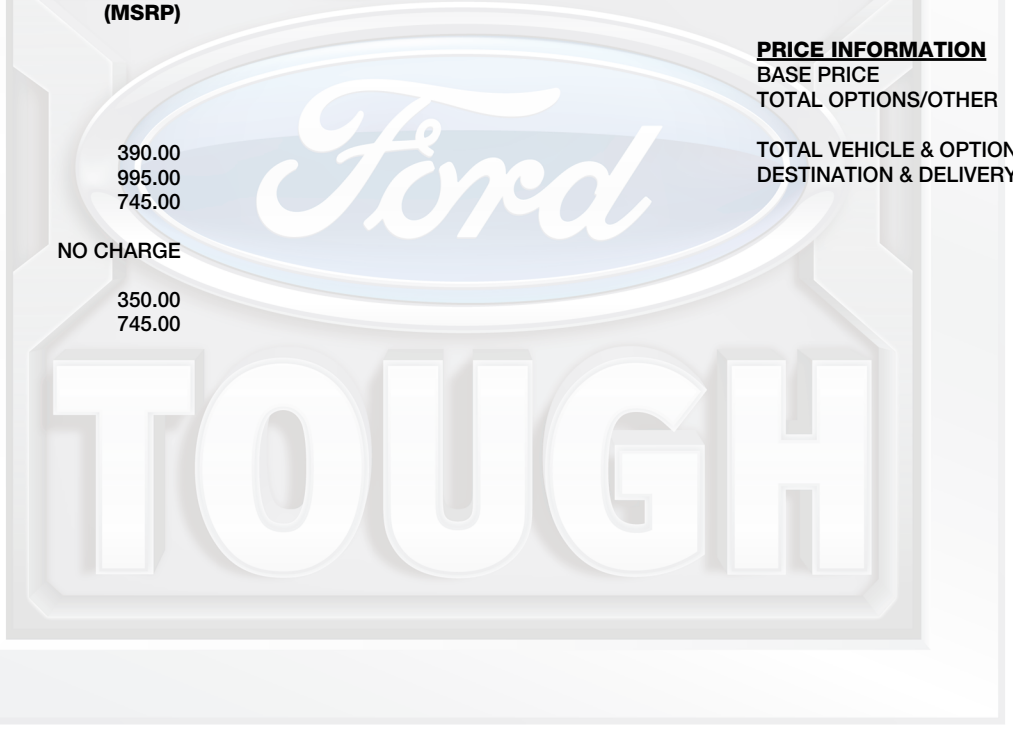 (MSRP)
390.00
995.00
745.00
NO CHARGE
350.00
745.00
PRICE INFORMATION
BASE PRICE
TOTAL OPTIONS/OTHER
TOTAL VEHICLE & OPTION
DESTINATION & DELIVERY
Ford
TOUGH